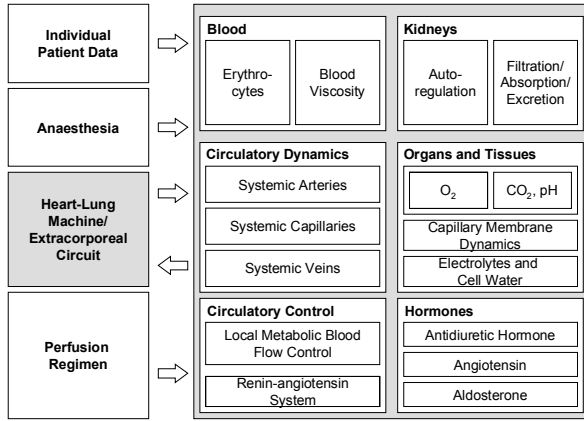 Individual
Patient Data
Anaesthesia
Heart-Lung
Machine/
Extracorporeal
Circuit
Perfusion
Regimen
Blood
Erythro-
cytes
Blood
Viscosity
Kidneys
Auto-
regulation
Filtration/
Absorption/
Excretion
Circulatory Dynamics
Systemic Arteries
Systemic Capillaries
Systemic Veins
Organs and Tissues
O₂
CO₂, pH
Capillary Membrane
Dynamics
Electrolytes and
Cell Water
Circulatory Control
Local Metabolic Blood
Flow Control
Renin-angiotensin
System
Hormones
Antidiuretic Hormone
Angiotensin
Aldosterone